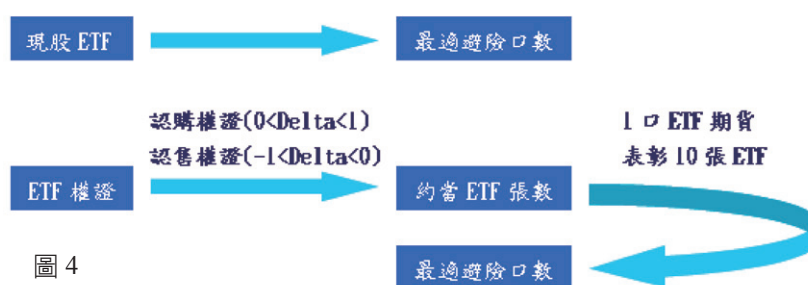 現股 ETF
最適避險口數
認購權證(0<Delta<1)
認售權證(-1<Delta<0)
1 口 ETF 期貨
表彰 10 張 ETF
ETF 權證
約當 ETF 張數
圖 4
最適避險口數